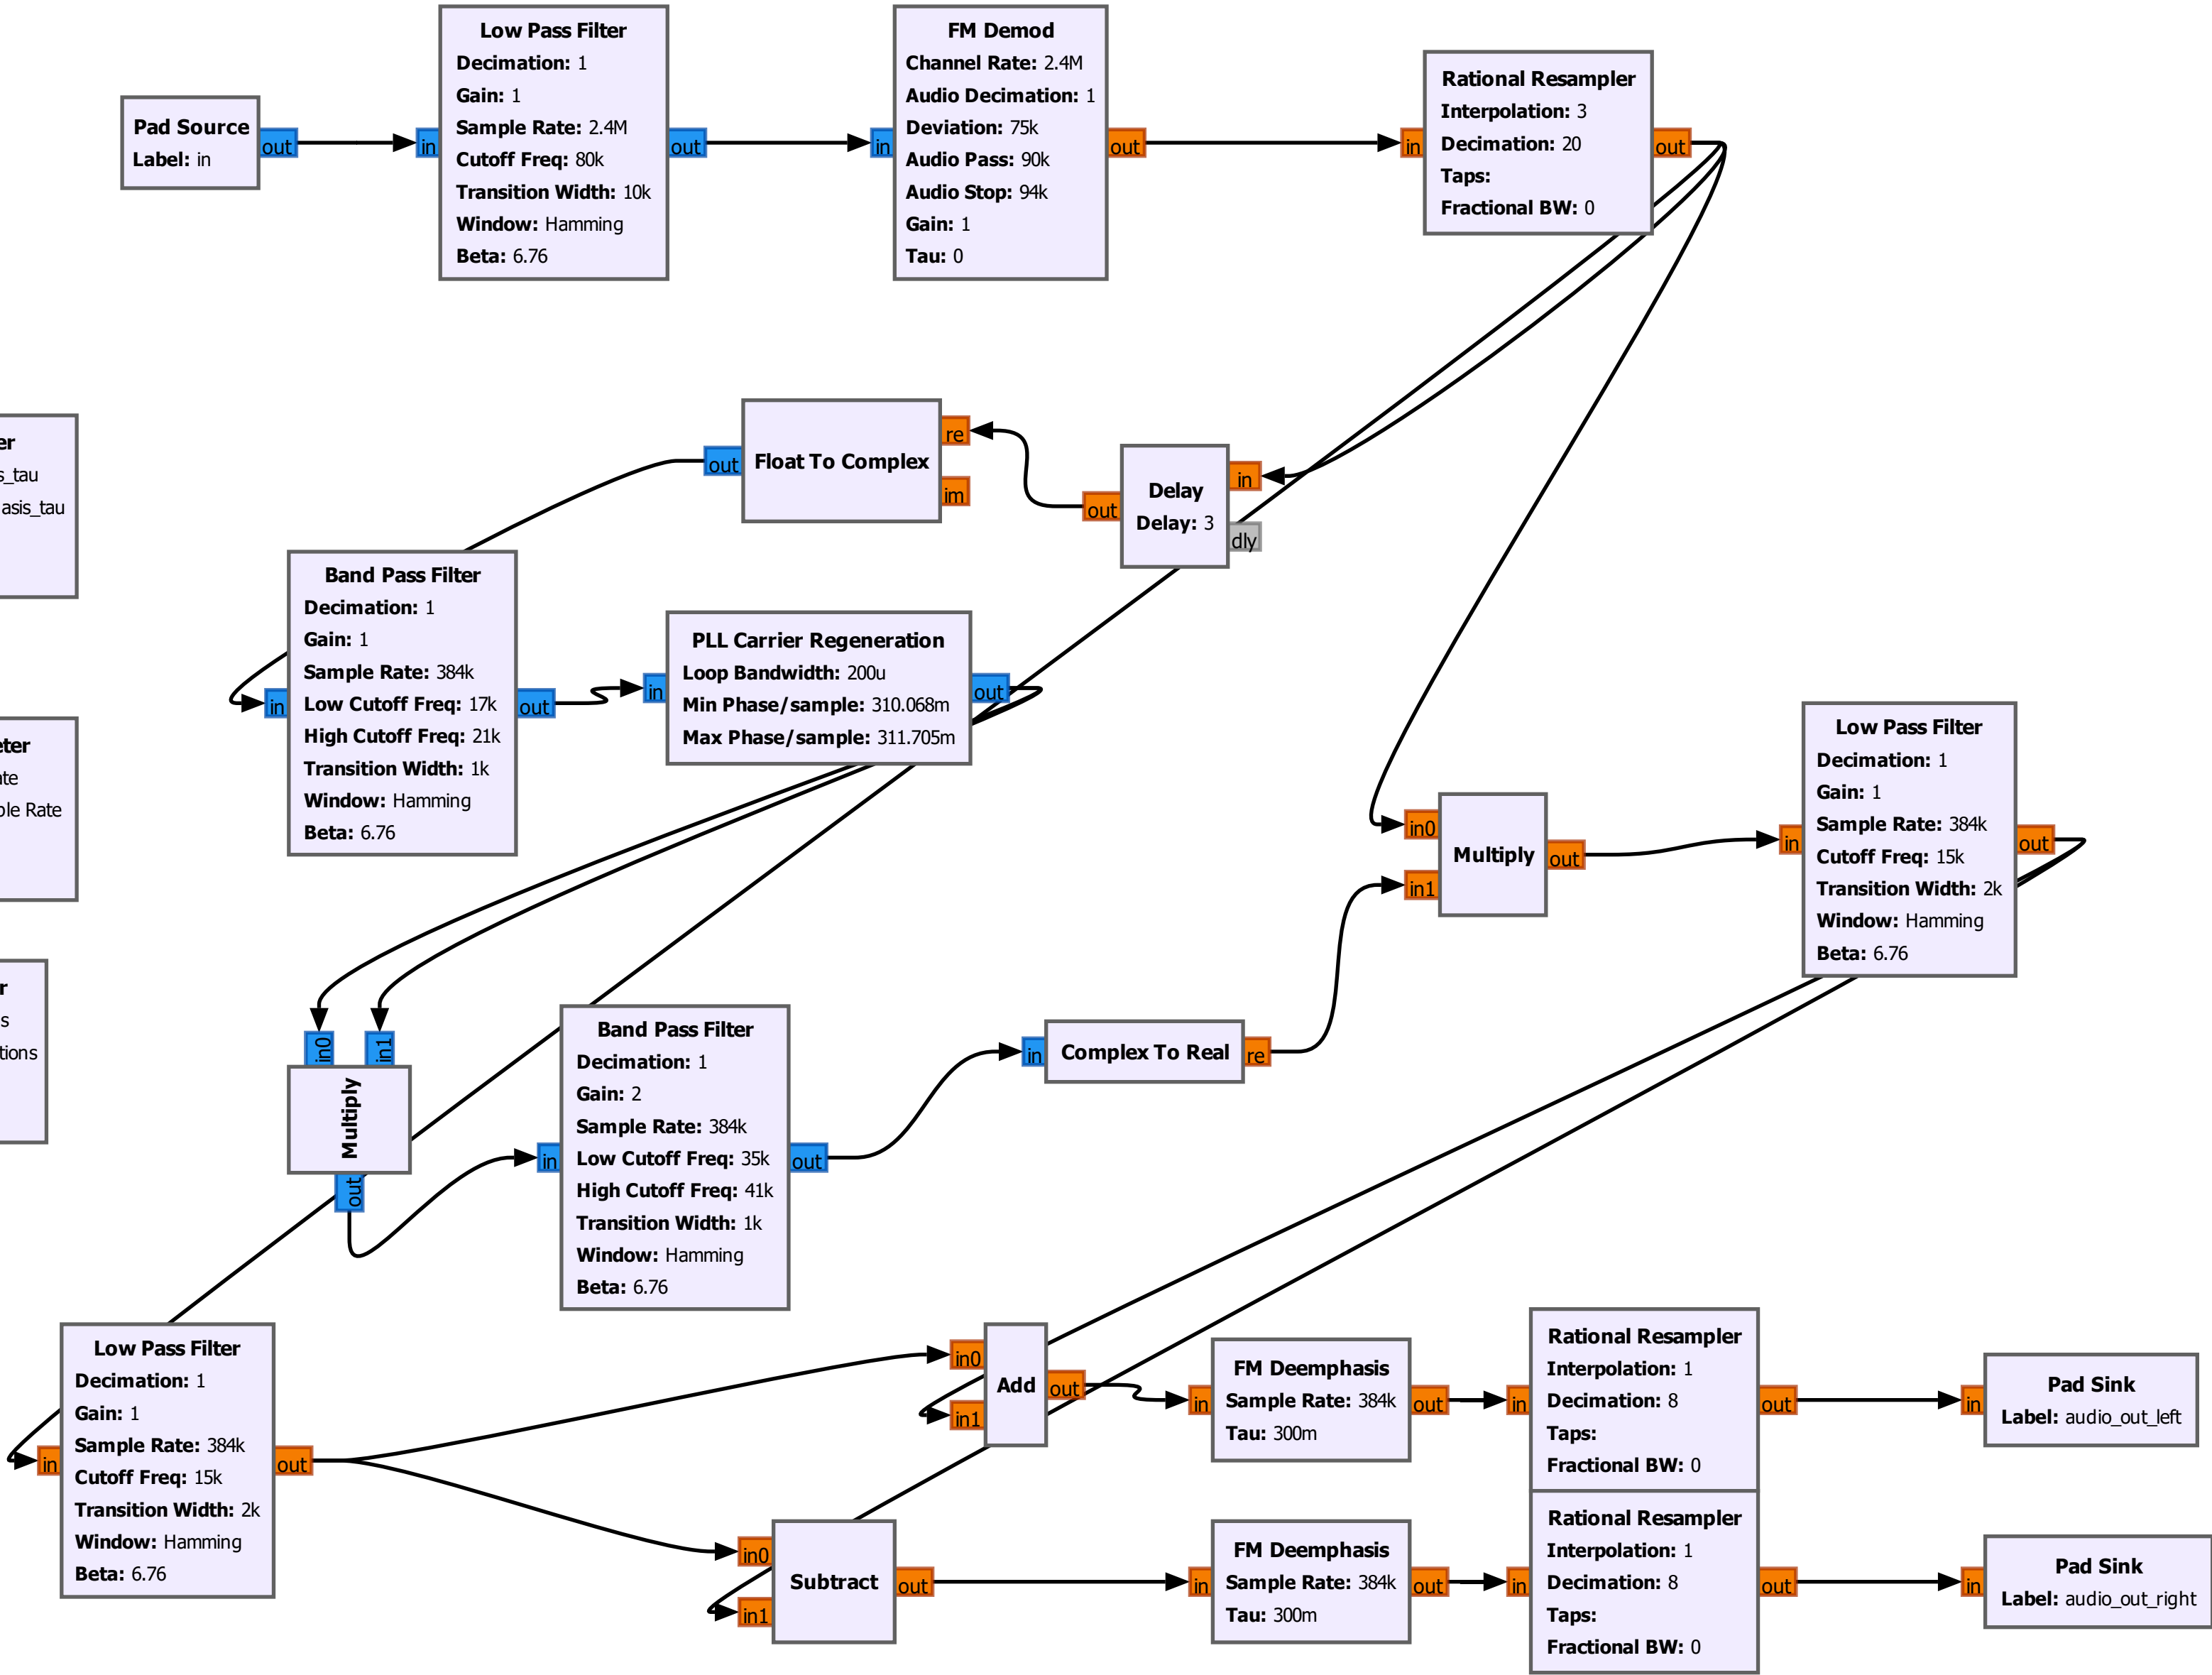 Pad Source
Label: in
out
in
Low Pass Filter
Decimation: 1
Gain: 1
Sample Rate: 2.4M
Cutoff Freq: 80k
Transition Width: 10k
Window: Hamming
Beta: 6.76
out
in
FM Demod
Channel Rate: 2.4M
Audio Decimation: 1
Deviation: 75k
Audio Pass: 90k
Audio Stop: 94k
Gain: 1
Tau: 0
out
in
Rational Resampler
Interpolation: 3
Decimation: 20
Taps:
Fractional BW: 0
out
er
s_tau
asis_tau
out
Float To Complex
re
im
out
Delay
Delay: 3
in
dly
in
Band Pass Filter
Decimation: 1
Gain: 1
Sample Rate: 384k
Low Cutoff Freq: 17k
High Cutoff Freq: 21k
Transition Width: 1k
Window: Hamming
Beta: 6.76
out
in
PLL Carrier Regeneration
Loop Bandwidth: 200u
Min Phase/sample: 310.068m
Max Phase/sample: 311.705m
out
eter
ate
ple Rate
in0
in1
Multiply
out
in
Low Pass Filter
Decimation: 1
Gain: 1
Sample Rate: 384k
Cutoff Freq: 15k
Transition Width: 2k
Window: Hamming
Beta: 6.76
out
r
s
tions
in0
in1
Multiply
out
in
Band Pass Filter
Decimation: 1
Gain: 2
Sample Rate: 384k
Low Cutoff Freq: 35k
High Cutoff Freq: 41k
Transition Width: 1k
Window: Hamming
Beta: 6.76
out
in
Complex To Real
re
in
Low Pass Filter
Decimation: 1
Gain: 1
Sample Rate: 384k
Cutoff Freq: 15k
Transition Width: 2k
Window: Hamming
Beta: 6.76
out
in0
in1
Add
out
in
FM Deemphasis
Sample Rate: 384k
Tau: 300m
out
in
Rational Resampler
Interpolation: 1
Decimation: 8
Taps:
Fractional BW: 0
out
in
Pad Sink
Label: audio_out_left
in0
in1
Subtract
out
in
FM Deemphasis
Sample Rate: 384k
Tau: 300m
out
in
Rational Resampler
Interpolation: 1
Decimation: 8
Taps:
Fractional BW: 0
out
in
Pad Sink
Label: audio_out_right